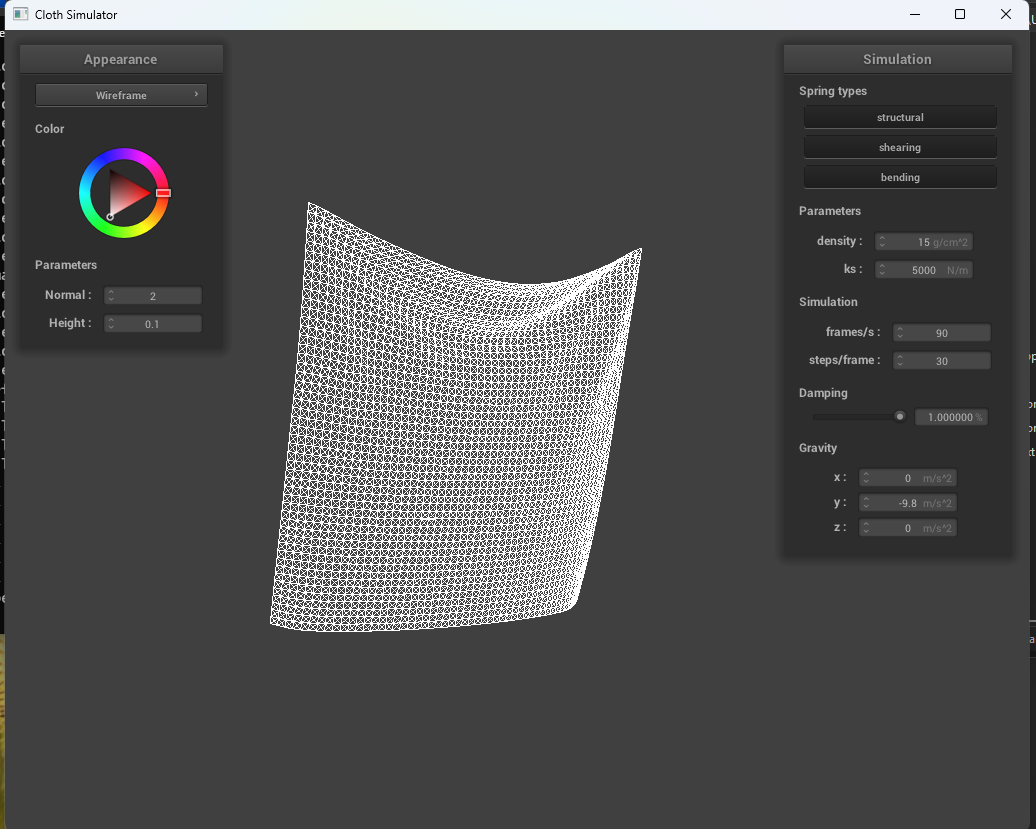 Cloth Simulator
Appearance
Wireframe
Color
Parameters
Normal : 2
Height : 0.1
Simulation
Spring types
structural
shearing
bending
Parameters
density : 15 g/cm^2
ks : 5000 N/m
Simulation
frames/s : 90
steps/frame : 30
Damping
1.000000 %
Gravity
x : 0 m/s^2
y : -9.8 m/s^2
z : 0 m/s^2